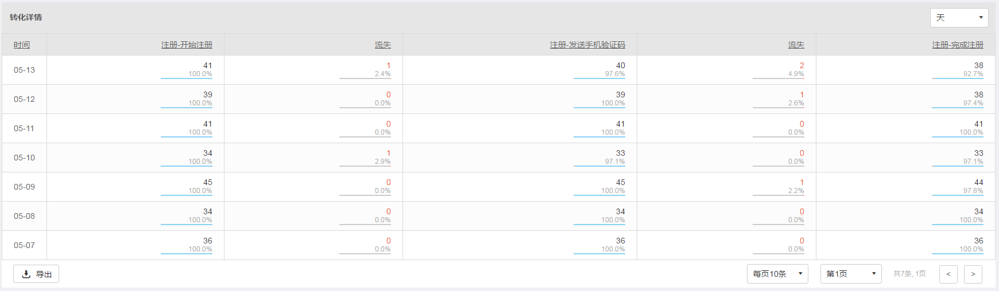 转化详情 天
时间 注册-开始注册 流失 注册-发送手机验证码 流失 注册-完成注册
05-13 41 1 40 2 38
100.0% 2.4% 97.6% 4.9% 92.7%
05-12 39 0 39 1 38
100.0% 0.0% 100.0% 2.6% 97.4%
05-11 41 0 41 0 41
100.0% 0.0% 100.0% 0.0% 100.0%
05-10 34 1 33 0 33
100.0% 2.9% 97.1% 0.0% 97.1%
05-09 45 0 45 1 44
100.0% 0.0% 100.0% 2.2% 97.8%
05-08 34 0 34 0 34
100.0% 0.0% 100.0% 0.0% 100.0%
05-07 36 0 36 0 36
100.0% 0.0% 100.0% 0.0% 100.0%
导出 每页10条 第1页 共7条, 1页 < >